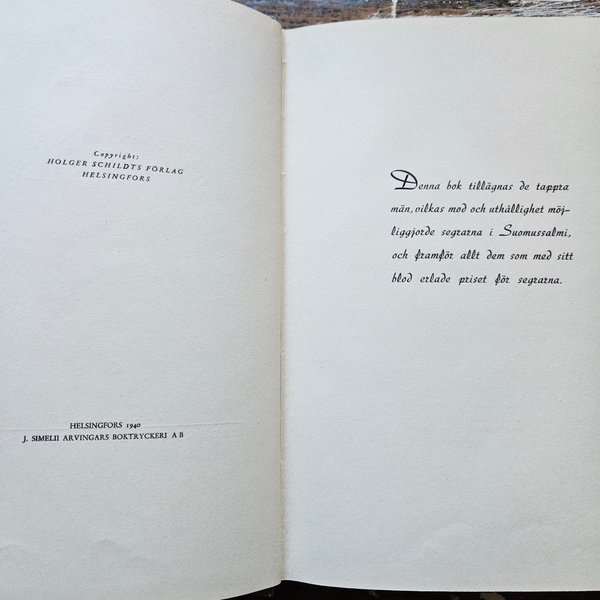 Copyright:
HOLGER SCHILDTS FÖRLAG
HELSINGFORS
HELSINGFORS 1940
J. SIMELII ARVINGARS BOKTRYCKERI A B
Denna bok tillägnas de tappra
män, vilkas mod och uthållighet möj-
liggjorde segrarna i Suomussalmi,
och framför allt dem som med sitt
blod erlade priset för segrarna.